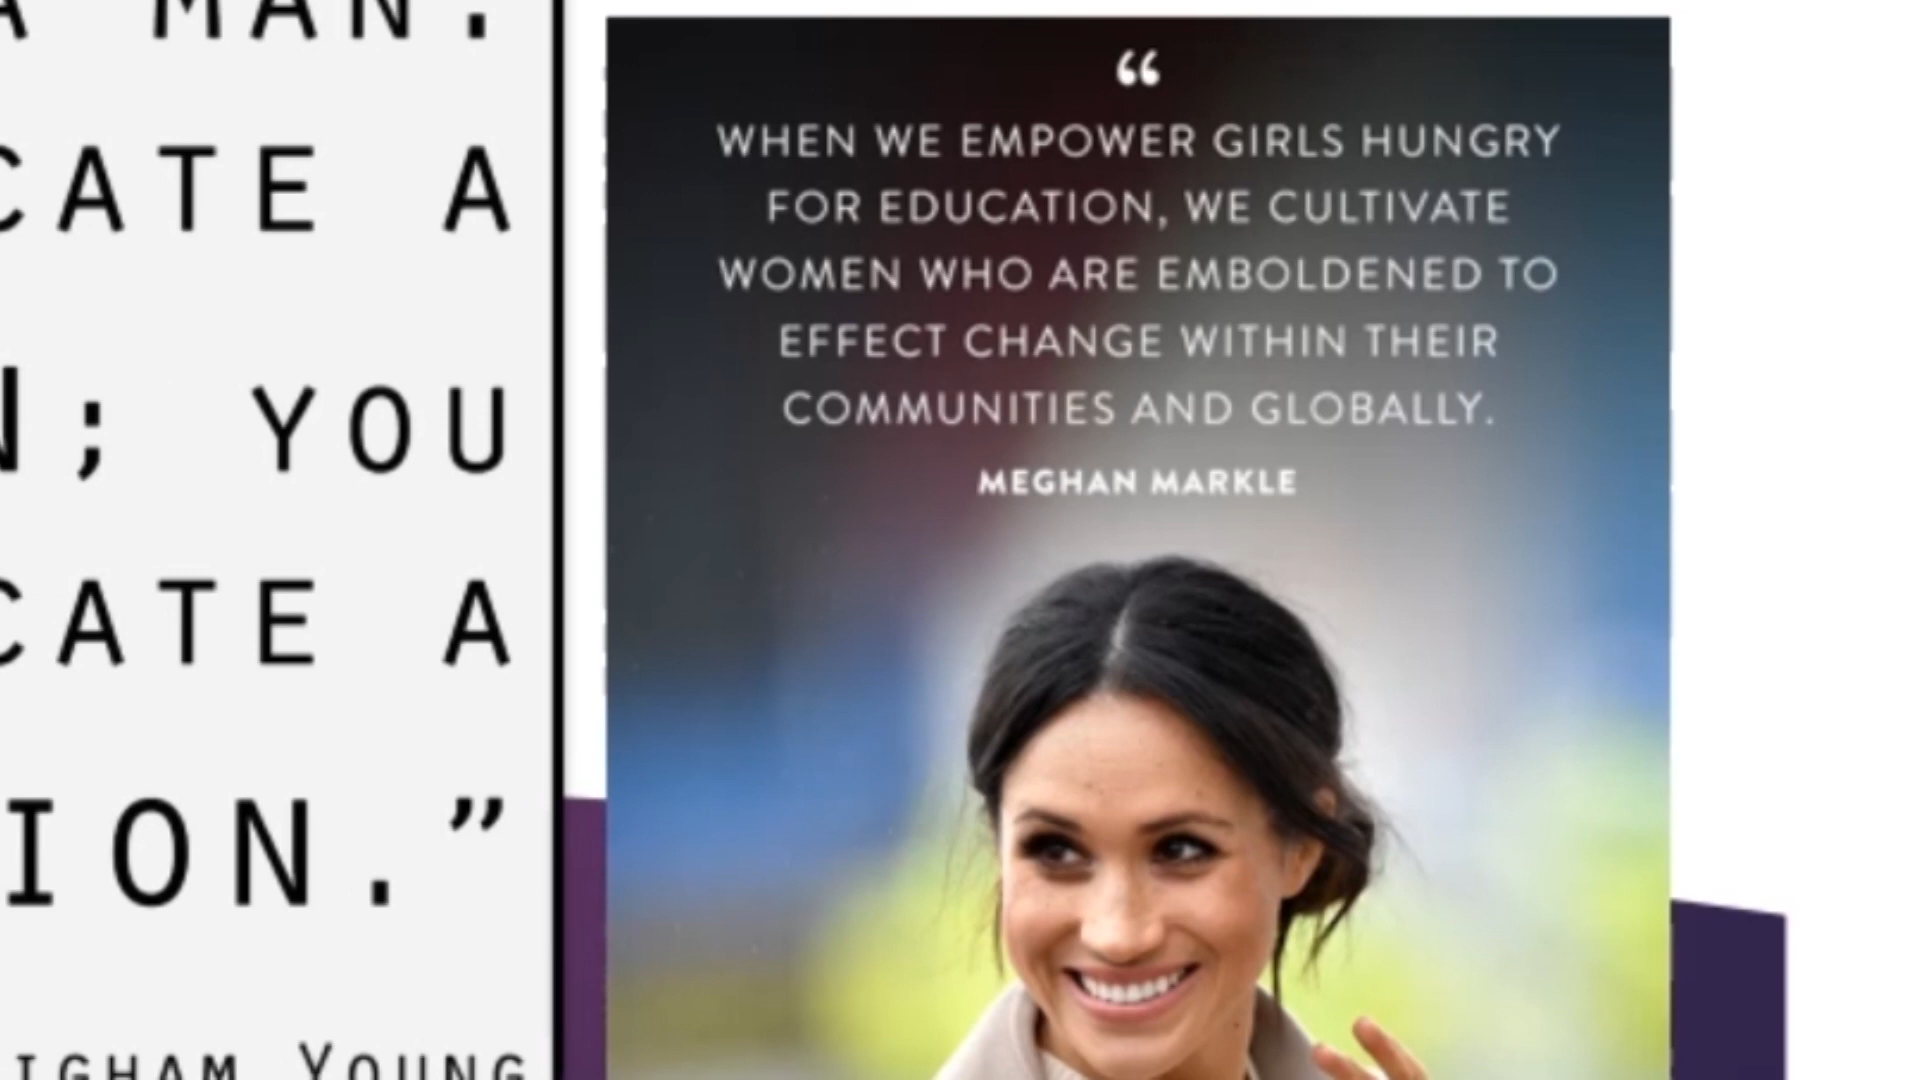 A MAN.
CATE A
N; YOU
CATE A
ION.”
IGHAM YOUNG
“
WHEN WE EMPOWER GIRLS HUNGRY
FOR EDUCATION, WE CULTIVATE
WOMEN WHO ARE EMBOLDENED TO
EFFECT CHANGE WITHIN THEIR
COMMUNITIES AND GLOBALLY.
MEGHAN MARKLE